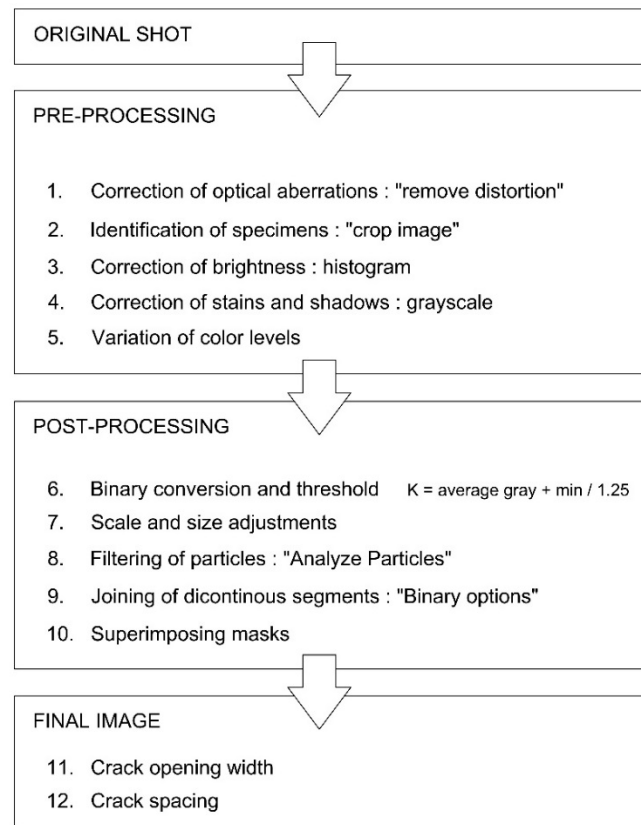 ORIGINAL SHOT
PRE-PROCESSING
1. Correction of optical aberrations : "remove distortion"
2. Identification of specimens : "crop image"
3. Correction of brightness : histogram
4. Correction of stains and shadows : grayscale
5. Variation of color levels
POST-PROCESSING
6. Binary conversion and threshold K = average gray + min / 1.25
7. Scale and size adjustments
8. Filtering of particles : "Analyze Particles"
9. Joining of dicontinous segments : "Binary options"
10. Superimposing masks
FINAL IMAGE
11. Crack opening width
12. Crack spacing